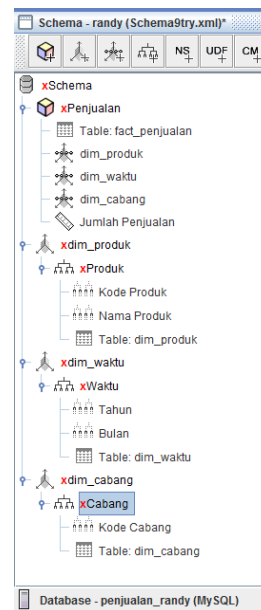 Schema - randy (Schema9try.xml)*
NS UDF CM
xSchema
xPenjualan
Table: fact_penjualan
dim_produk
dim_waktu
dim_cabang
Jumlah Penjualan
xdim_produk
xProduk
Kode Produk
Nama Produk
Table: dim_produk
xdim_waktu
xWaktu
Tahun
Bulan
Table: dim_waktu
xdim_cabang
xCabang
Kode Cabang
Table: dim_cabang
Database - penjualan_randy (MySQL)